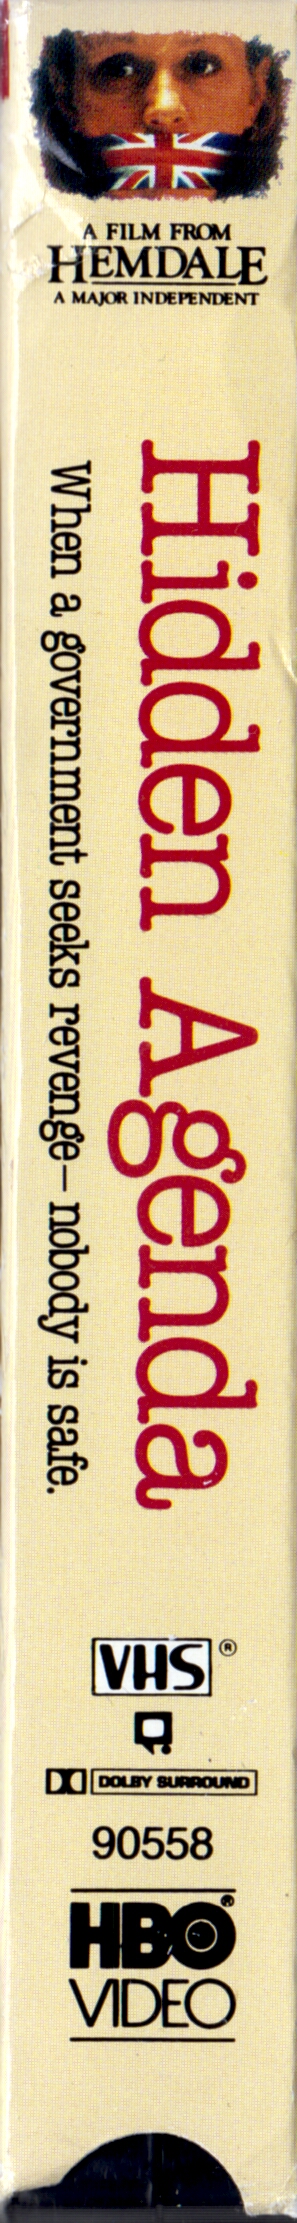 A FILM FROM
HEMDALE
A MAJOR INDEPENDENT
Hidden Agenda
When a government seeks revenge—nobody is safe.
VHS®
DOLBY SURROUND
90558
HBO®
VIDEO